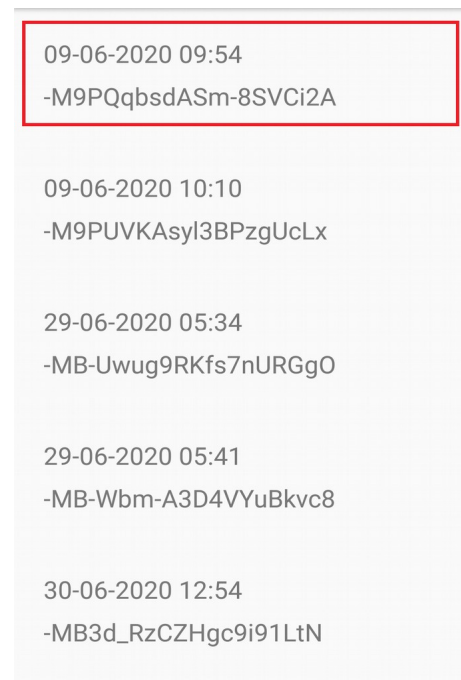 09-06-2020 09:54
-M9PQqbsdASm-8SVCi2A
09-06-2020 10:10
-M9PUVKAsyl3BPzgUcLx
29-06-2020 05:34
-MB-Uwug9RKfs7nURGgO
29-06-2020 05:41
-MB-Wbm-A3D4VYuBkvc8
30-06-2020 12:54
-MB3d_RzCZHgc9i91LtN